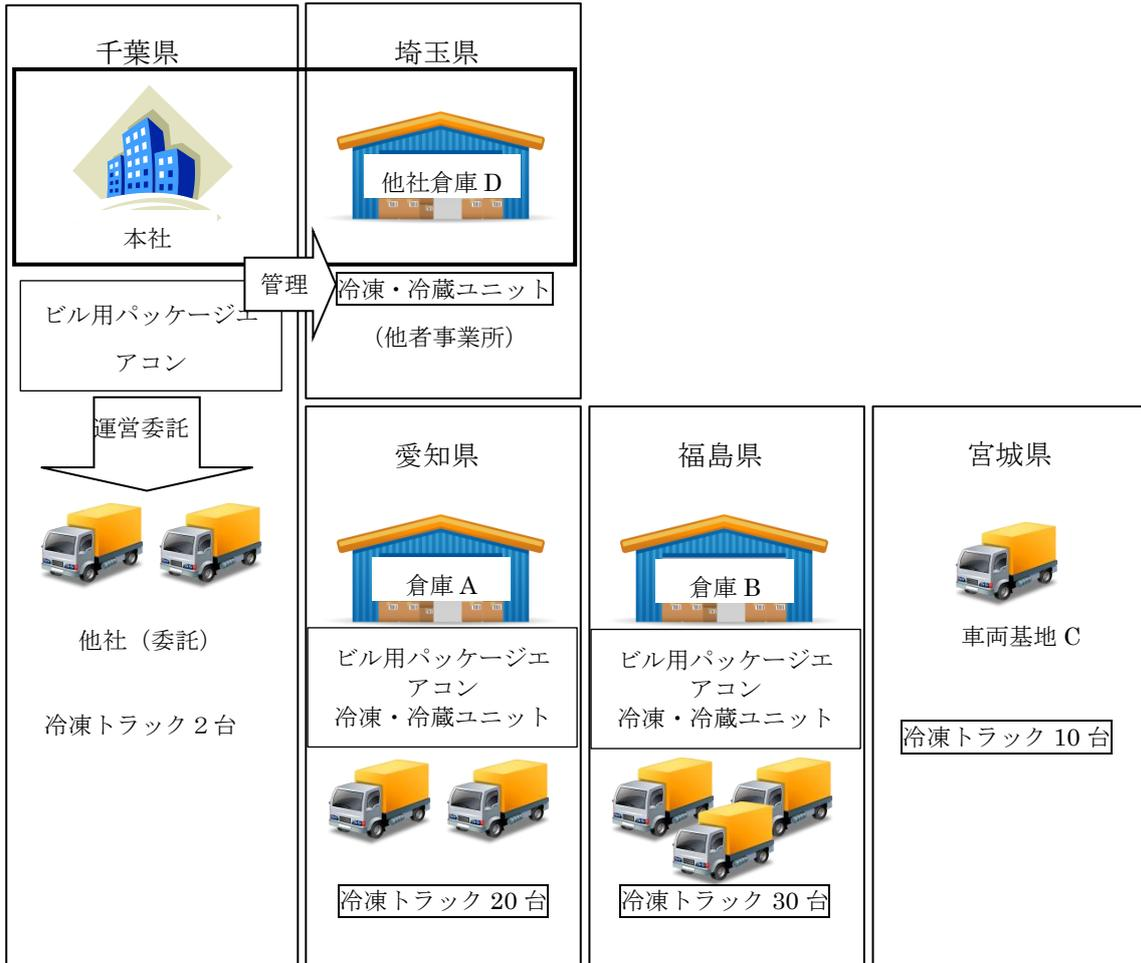 千葉県
本社
ビル用パッケージエ
アコン
運営委託
他社（委託）
冷凍トラック２台
埼玉県
他社倉庫 D
管理
冷凍・冷蔵ユニット
（他者事業所）
愛知県
倉庫 A
ビル用パッケージエ
アコン
冷凍・冷蔵ユニット
冷凍トラック 20 台
福島県
倉庫 B
ビル用パッケージエ
アコン
冷凍・冷蔵ユニット
冷凍トラック 30 台
宮城県
車両基地 C
冷凍トラック 10 台